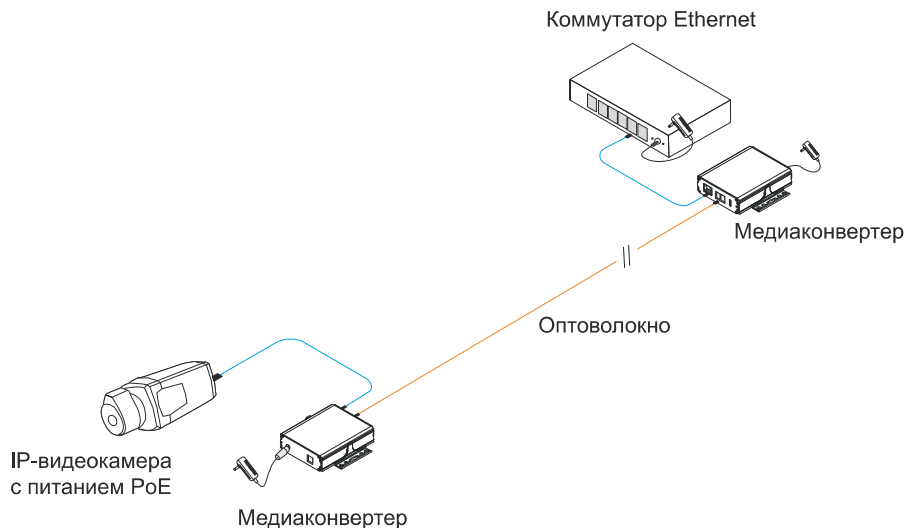 Коммутатор Ethernet
Медиаконвертер
Оптоволокно
IP-видеокамера
с питанием PoE
Медиаконвертер